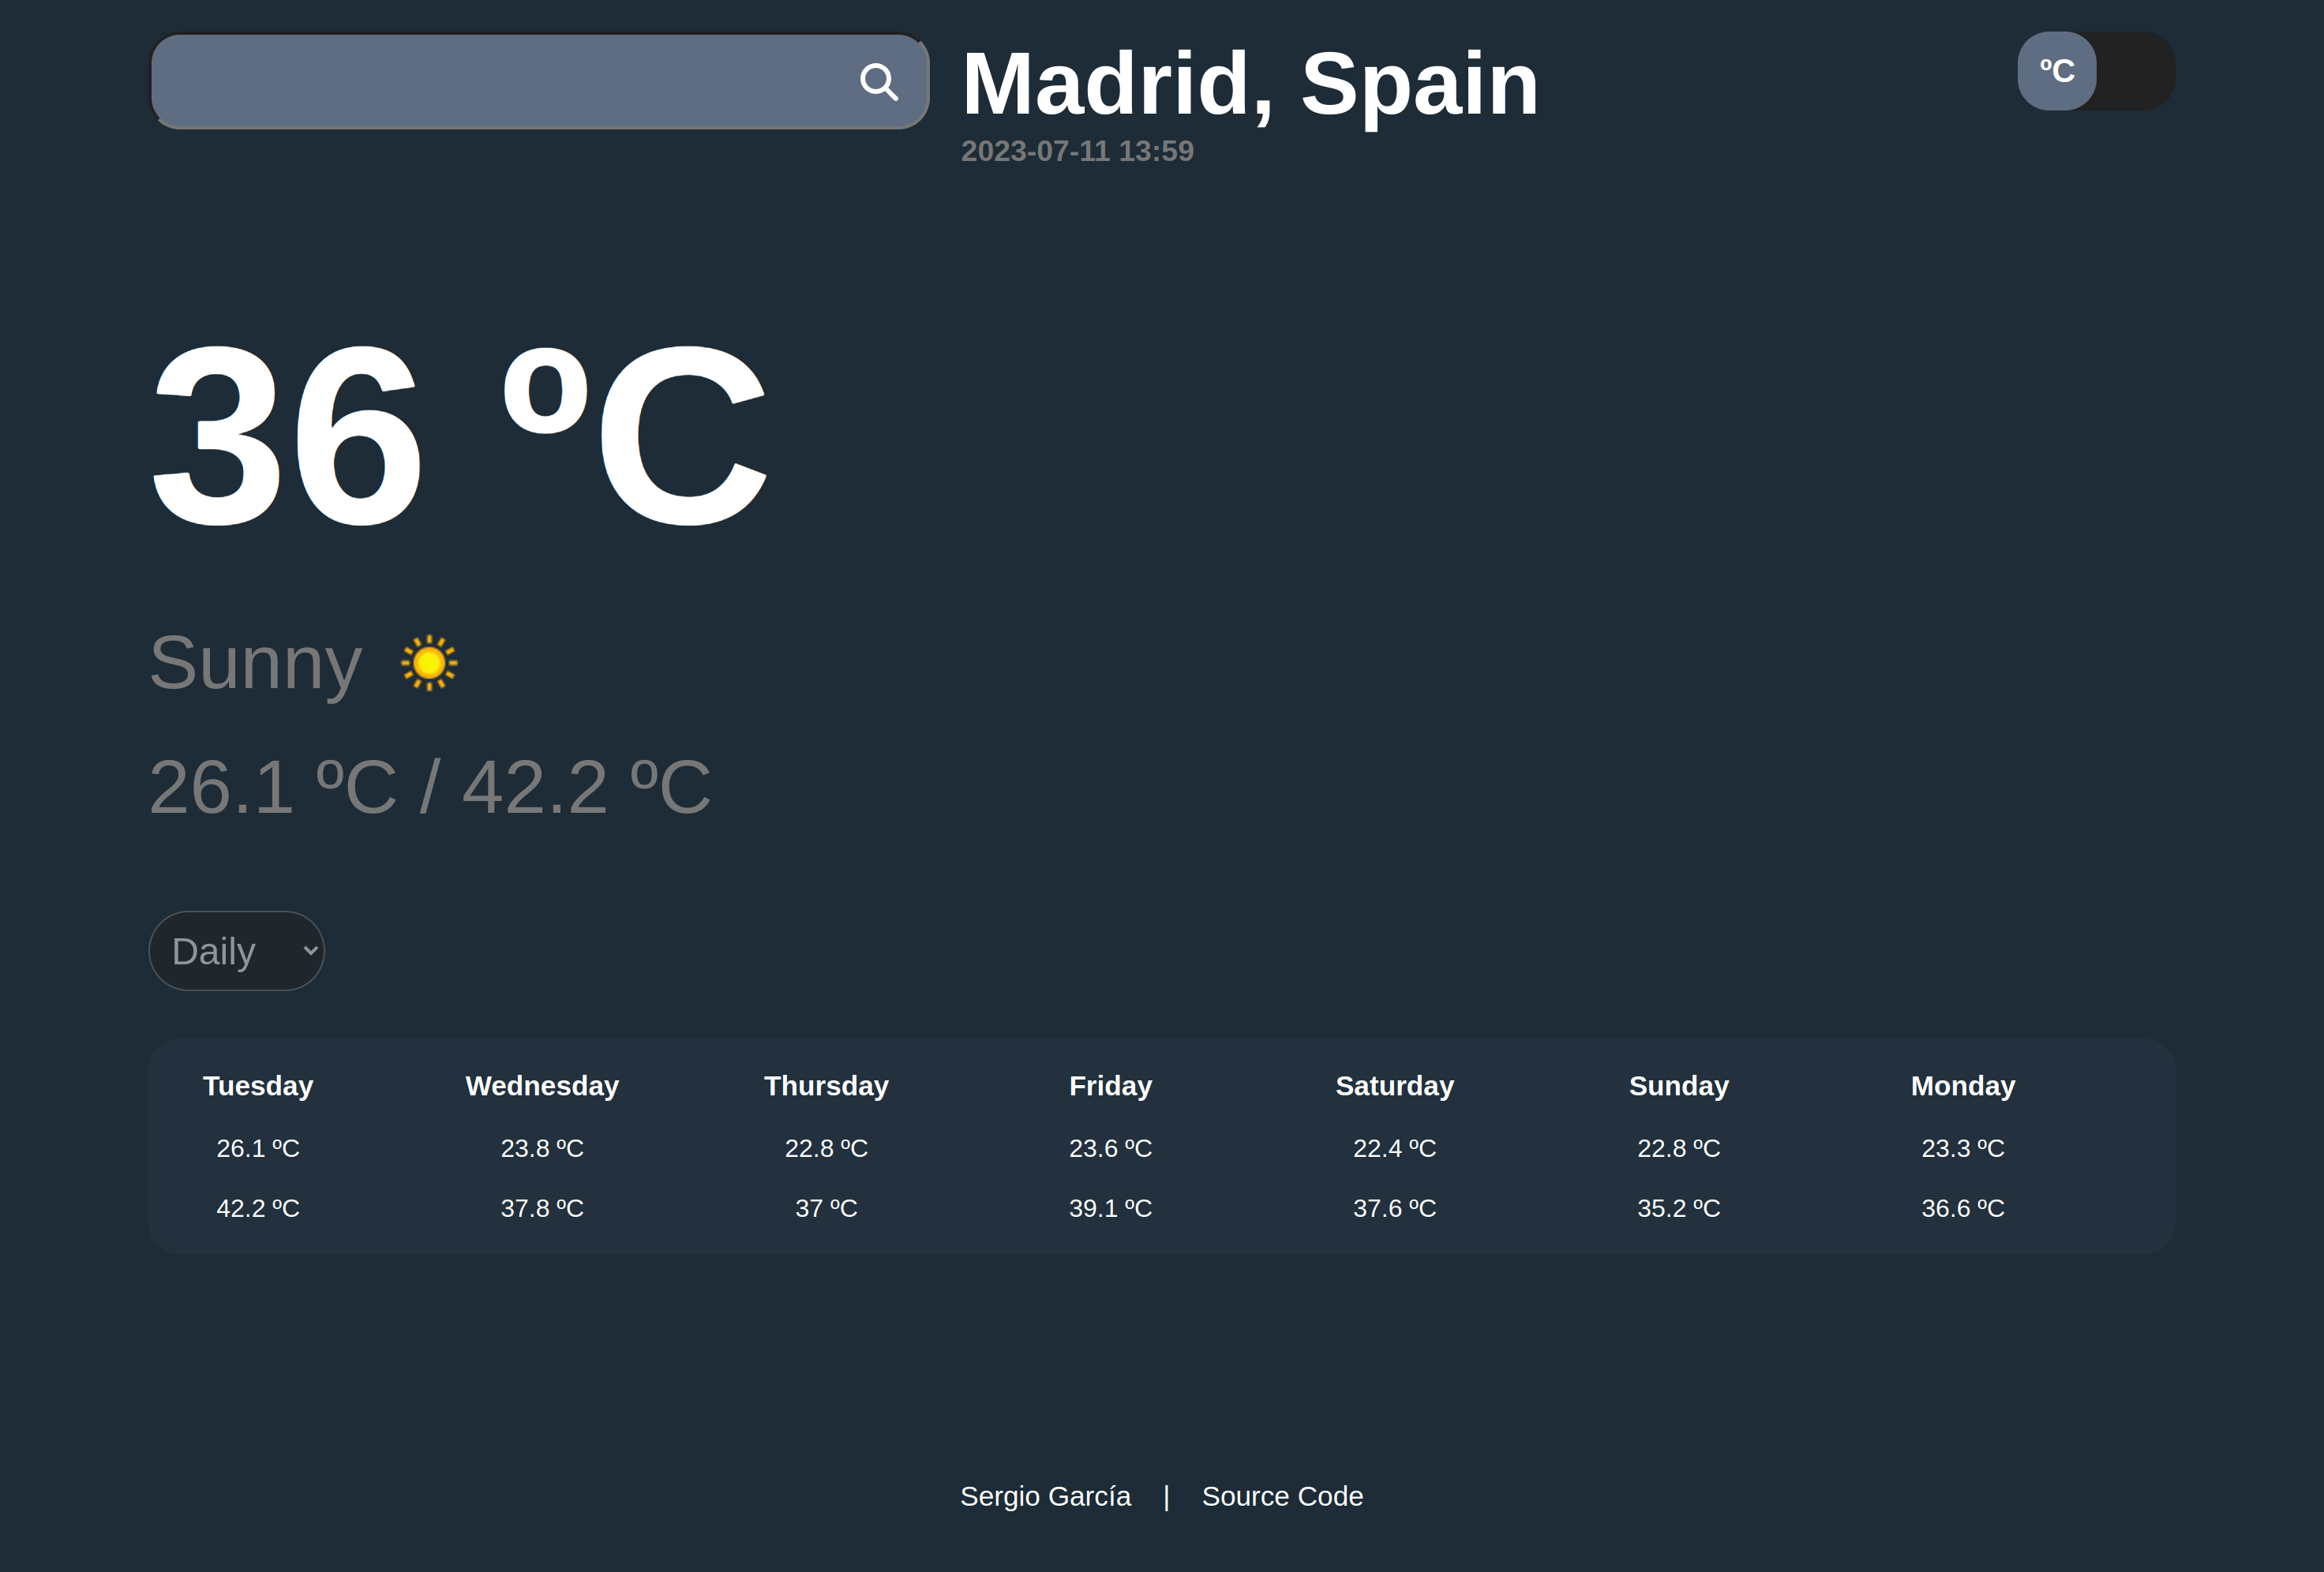 Madrid, Spain
ºC
2023-07-11 13:59
36 ºC
Sunny
26.1 ºC / 42.2 ºC
Daily
Tuesday Wednesday Thursday Friday Saturday Sunday Monday
26.1 ºC 23.8 ºC 22.8 ºC 23.6 ºC 22.4 ºC 22.8 ºC 23.3 ºC
42.2 ºC 37.8 ºC 37 ºC 39.1 ºC 37.6 ºC 35.2 ºC 36.6 ºC
Sergio García | Source Code